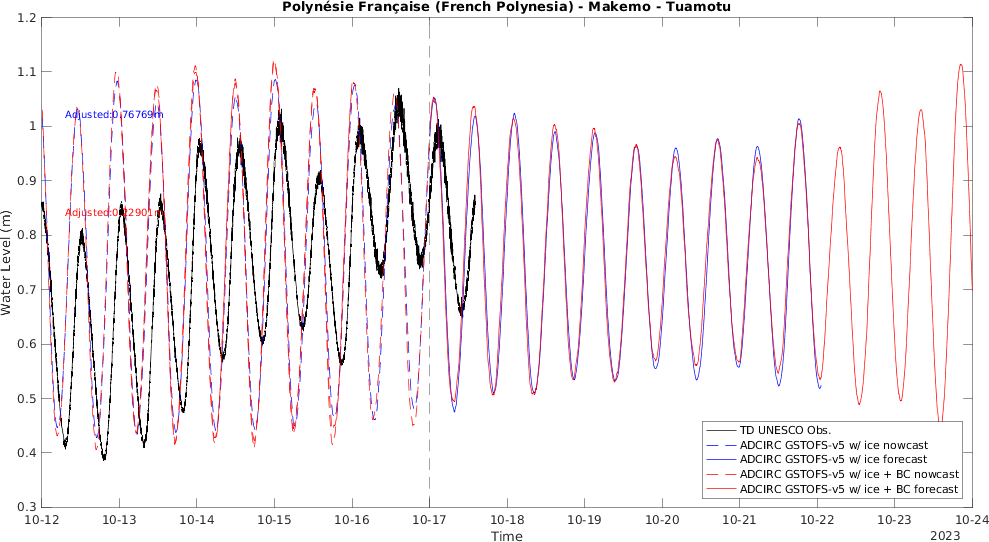 Polynésie Française (French Polynesia) - Makemo - Tuamotu
1.2
1.1
1
0.9
0.8
0.7
0.6
0.5
0.4
0.3
Water Level (m)
Adjusted:0.76769m
Adjusted:0.22901m
TD UNESCO Obs.
ADCIRC GSTOFS-v5 w/ ice nowcast
ADCIRC GSTOFS-v5 w/ ice forecast
ADCIRC GSTOFS-v5 w/ ice + BC nowcast
ADCIRC GSTOFS-v5 w/ ice + BC forecast
10-12 10-13 10-14 10-15 10-16 10-17 10-18 10-19 10-20 10-21 10-22 10-23 10-24
Time
2023